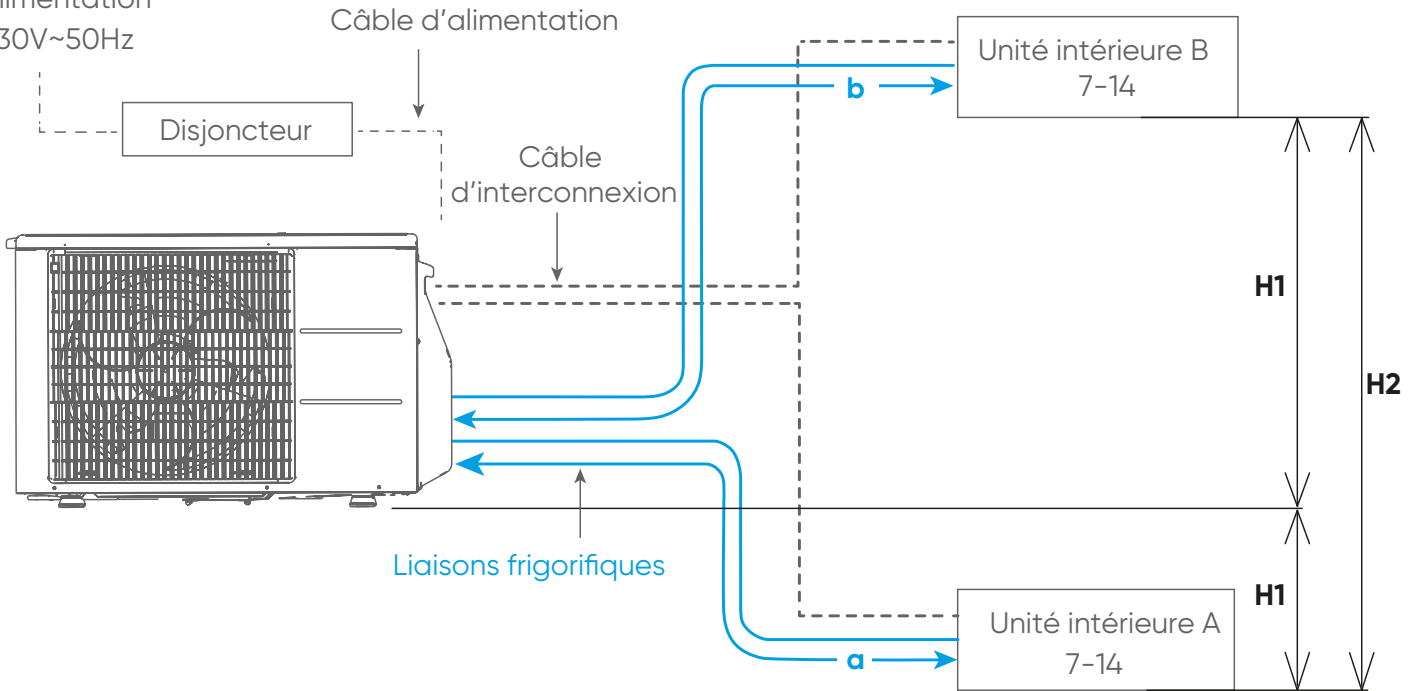 Câble d'alimentation
30V~50Hz
Disjoncteur
Câble
d'interconnexion
Unité intérieure B
7-14
b
H1
H2
Liaisons frigorifiques
H1
Unité intérieure A
7-14
a